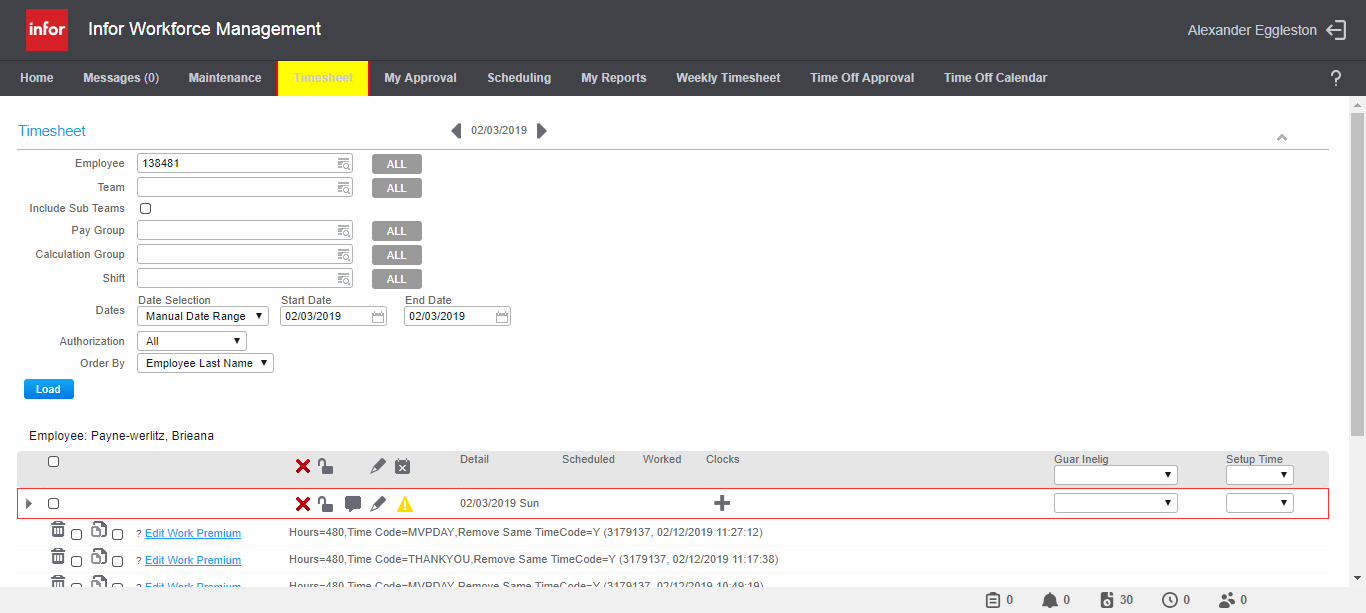 infor Infor Workforce Management Alexander Eggleston
Home Messages (0) Maintenance Timesheet My Approval Scheduling My Reports Weekly Timesheet Time Off Approval Time Off Calendar ?
Timesheet 02/03/2019
Employee 138481 ALL
Team ALL
Include Sub Teams
Pay Group ALL
Calculation Group ALL
Shift ALL
Date Selection Start Date End Date
Dates Manual Date Range 02/03/2019 02/03/2019
Authorization All
Order By Employee Last Name
Load
Employee: Payne-werlitz, Brieana
Detail Scheduled Worked Clocks Guar Inelig Setup Time
02/03/2019 Sun
? Edit Work Premium Hours=480,Time Code=MVPDAY,Remove Same TimeCode=Y (3179137, 02/12/2019 11:27:12)
? Edit Work Premium Hours=480,Time Code=THANKYOU,Remove Same TimeCode=Y (3179137, 02/12/2019 11:17:38)
? Edit Work Premium Hours=480,Time Code=MVPDAY,Remove Same TimeCode=Y (3179137, 02/12/2019 10:49:19)
0 0 30 0 0